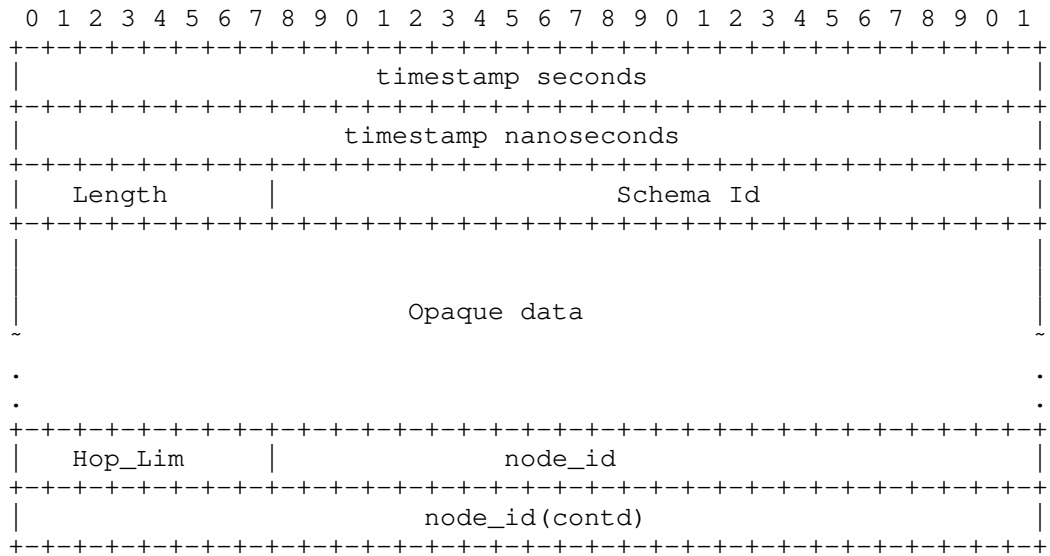 0 1 2 3 4 5 6 7 8 9 0 1 2 3 4 5 6 7 8 9 0 1 2 3 4 5 6 7 8 9 0 1
+-+-+-+-+-+-+-+-+-+-+-+-+-+-+-+-+-+-+-+-+-+-+-+-+-+-+-+-+-+-+-+-+
| timestamp seconds |
+-+-+-+-+-+-+-+-+-+-+-+-+-+-+-+-+-+-+-+-+-+-+-+-+-+-+-+-+-+-+-+-+
| timestamp nanoseconds |
+-+-+-+-+-+-+-+-+-+-+-+-+-+-+-+-+-+-+-+-+-+-+-+-+-+-+-+-+-+-+-+-+
| Length | Schema Id |
+-+-+-+-+-+-+-+-+-+-+-+-+-+-+-+-+-+-+-+-+-+-+-+-+-+-+-+-+-+-+-+-+
| |
| |
| Opaque data |
~ ~
. .
. .
+-+-+-+-+-+-+-+-+-+-+-+-+-+-+-+-+-+-+-+-+-+-+-+-+-+-+-+-+-+-+-+-+
| Hop_Lim | node_id |
+-+-+-+-+-+-+-+-+-+-+-+-+-+-+-+-+-+-+-+-+-+-+-+-+-+-+-+-+-+-+-+-+
| node_id(contd) |
+-+-+-+-+-+-+-+-+-+-+-+-+-+-+-+-+-+-+-+-+-+-+-+-+-+-+-+-+-+-+-+-+